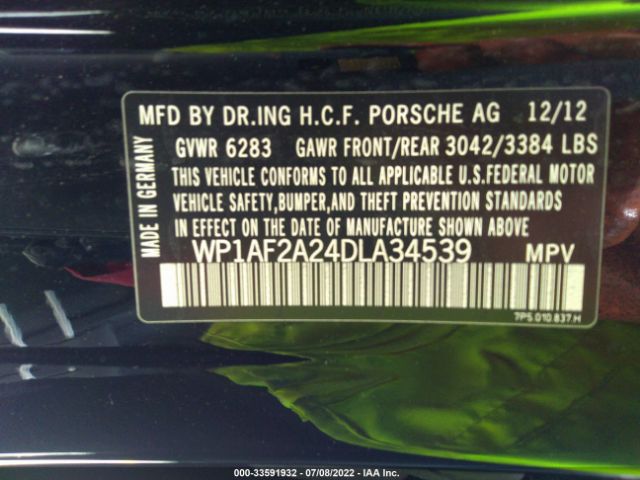 MFD BY DR.ING H.C.F. PORSCHE AG 12/12
GVWR 6283 GAWR FRONT/REAR 3042/3384 LBS
THIS VEHICLE CONFORMS TO ALL APPLICABLE U.S.FEDERAL MOTOR
VEHICLE SAFETY,BUMPER,AND THEFT PREVENTION STANDARDS
IN EFFECT ON THE DATE OF MANUFACTURE SHOWN ABOVE
MADE IN GERMANY
WP1AF2A24DLA34539 MPV
7P5.010.837.H
000-33591932 - 07/08/2022 - IAA Inc.